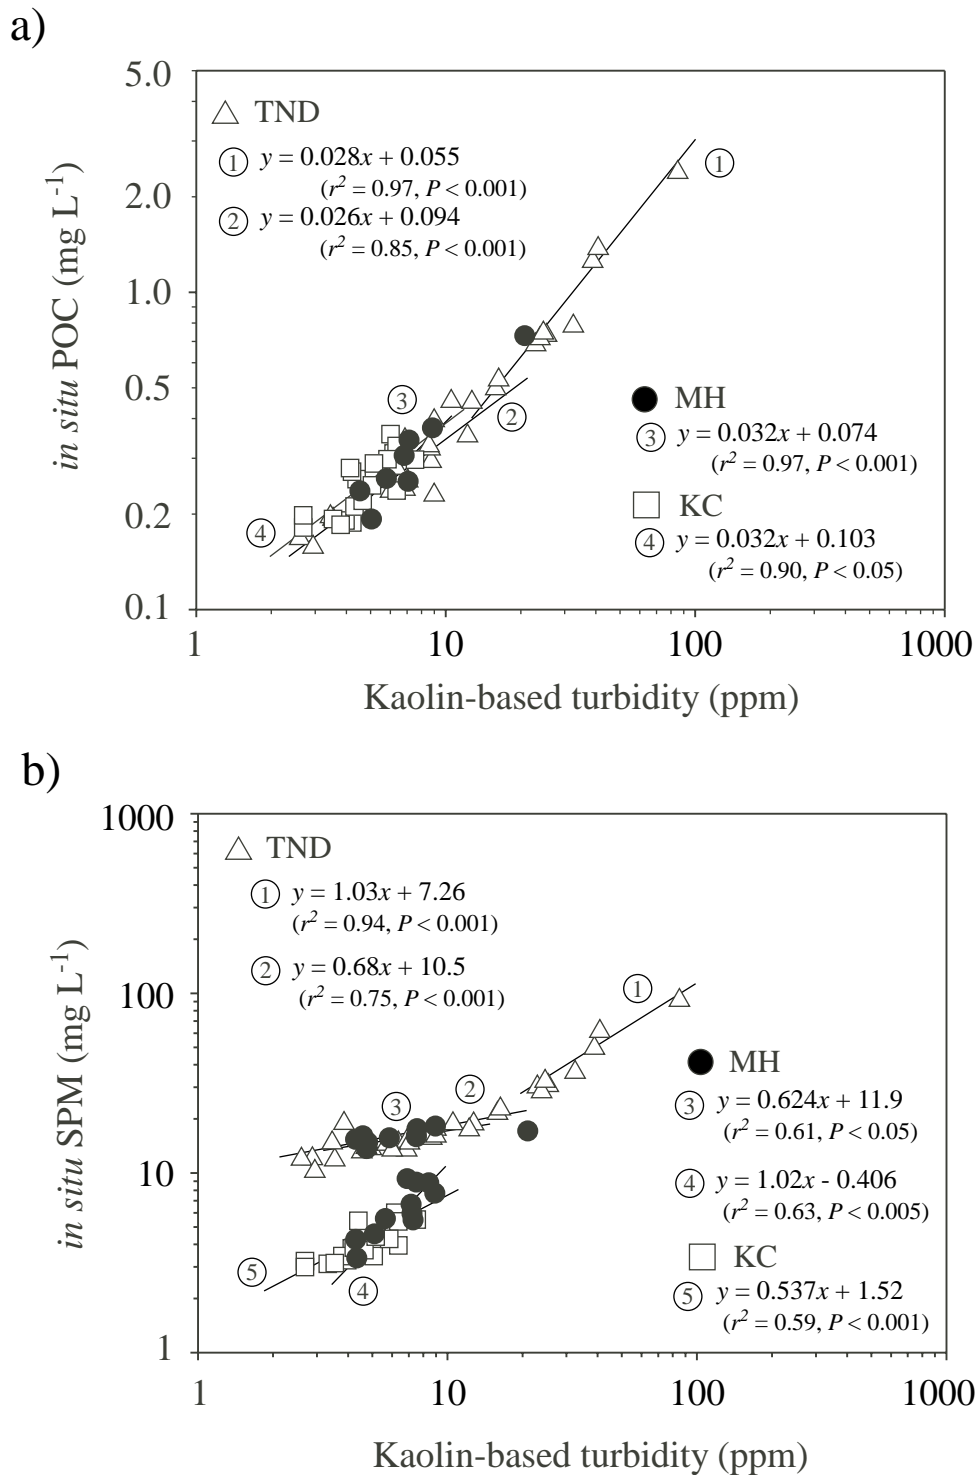 a)
5.0
2.0
1.0
0.5
0.2
0.1
in situ POC (mg L⁻¹)
TND
① y = 0.028x + 0.055
(r² = 0.97, P < 0.001)
② y = 0.026x + 0.094
(r² = 0.85, P < 0.001)
①
②
③
④
MH
③ y = 0.032x + 0.074
(r² = 0.97, P < 0.001)
KC
④ y = 0.032x + 0.103
(r² = 0.90, P < 0.05)
1 10 100 1000
Kaolin-based turbidity (ppm)
b)
1000
100
10
1
in situ SPM (mg L⁻¹)
TND
① y = 1.03x + 7.26
(r² = 0.94, P < 0.001)
② y = 0.68x + 10.5
(r² = 0.75, P < 0.001)
①
②
③
④
⑤
MH
③ y = 0.624x + 11.9
(r² = 0.61, P < 0.05)
④ y = 1.02x - 0.406
(r² = 0.63, P < 0.005)
KC
⑤ y = 0.537x + 1.52
(r² = 0.59, P < 0.001)
1 10 100 1000
Kaolin-based turbidity (ppm)